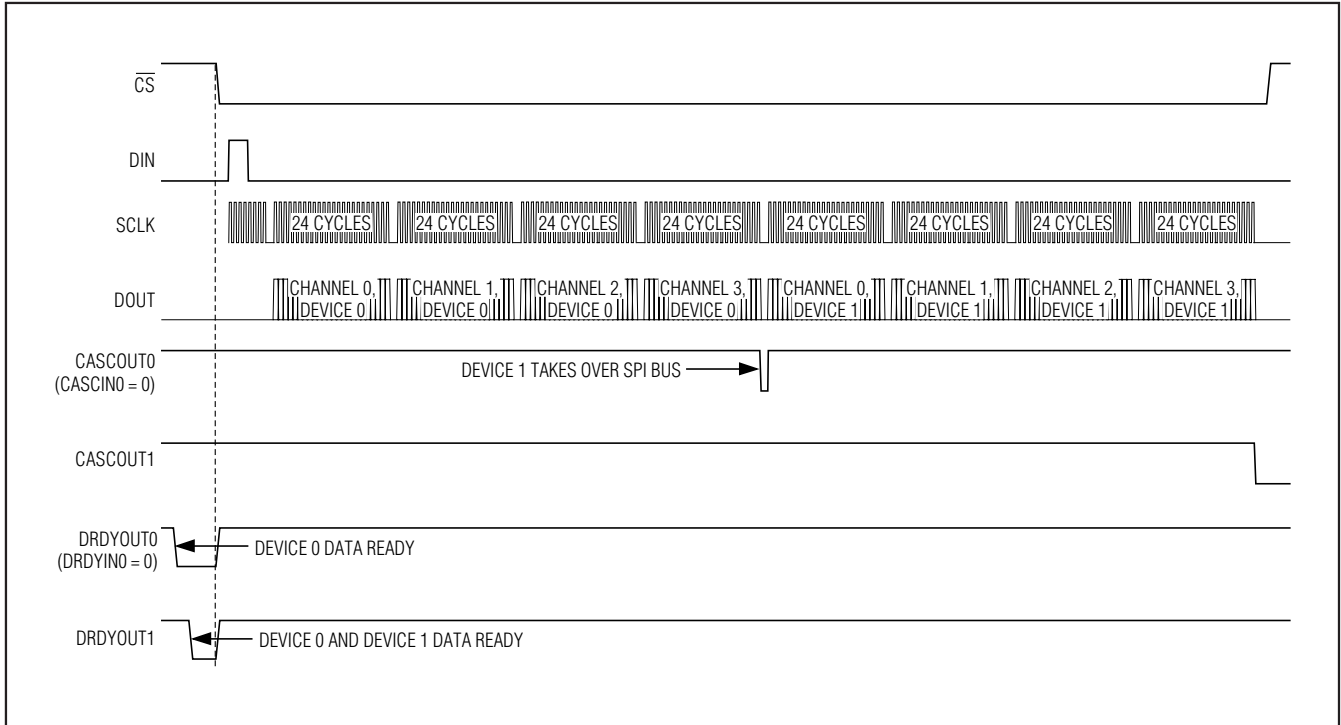 CS
DIN
SCLK
24 CYCLES 24 CYCLES 24 CYCLES 24 CYCLES 24 CYCLES 24 CYCLES 24 CYCLES 24 CYCLES
DOUT
CHANNEL 0, CHANNEL 1, CHANNEL 2, CHANNEL 3, CHANNEL 0, CHANNEL 1, CHANNEL 2, CHANNEL 3,
DEVICE 0 DEVICE 0 DEVICE 0 DEVICE 0 DEVICE 1 DEVICE 1 DEVICE 1 DEVICE 1
CASCOUT0
(CASCIN0 = 0)
DEVICE 1 TAKES OVER SPI BUS
CASCOUT1
DRDYOUT0
(DRDYIN0 = 0)
DEVICE 0 DATA READY
DRDYOUT1
DEVICE 0 AND DEVICE 1 DATA READY